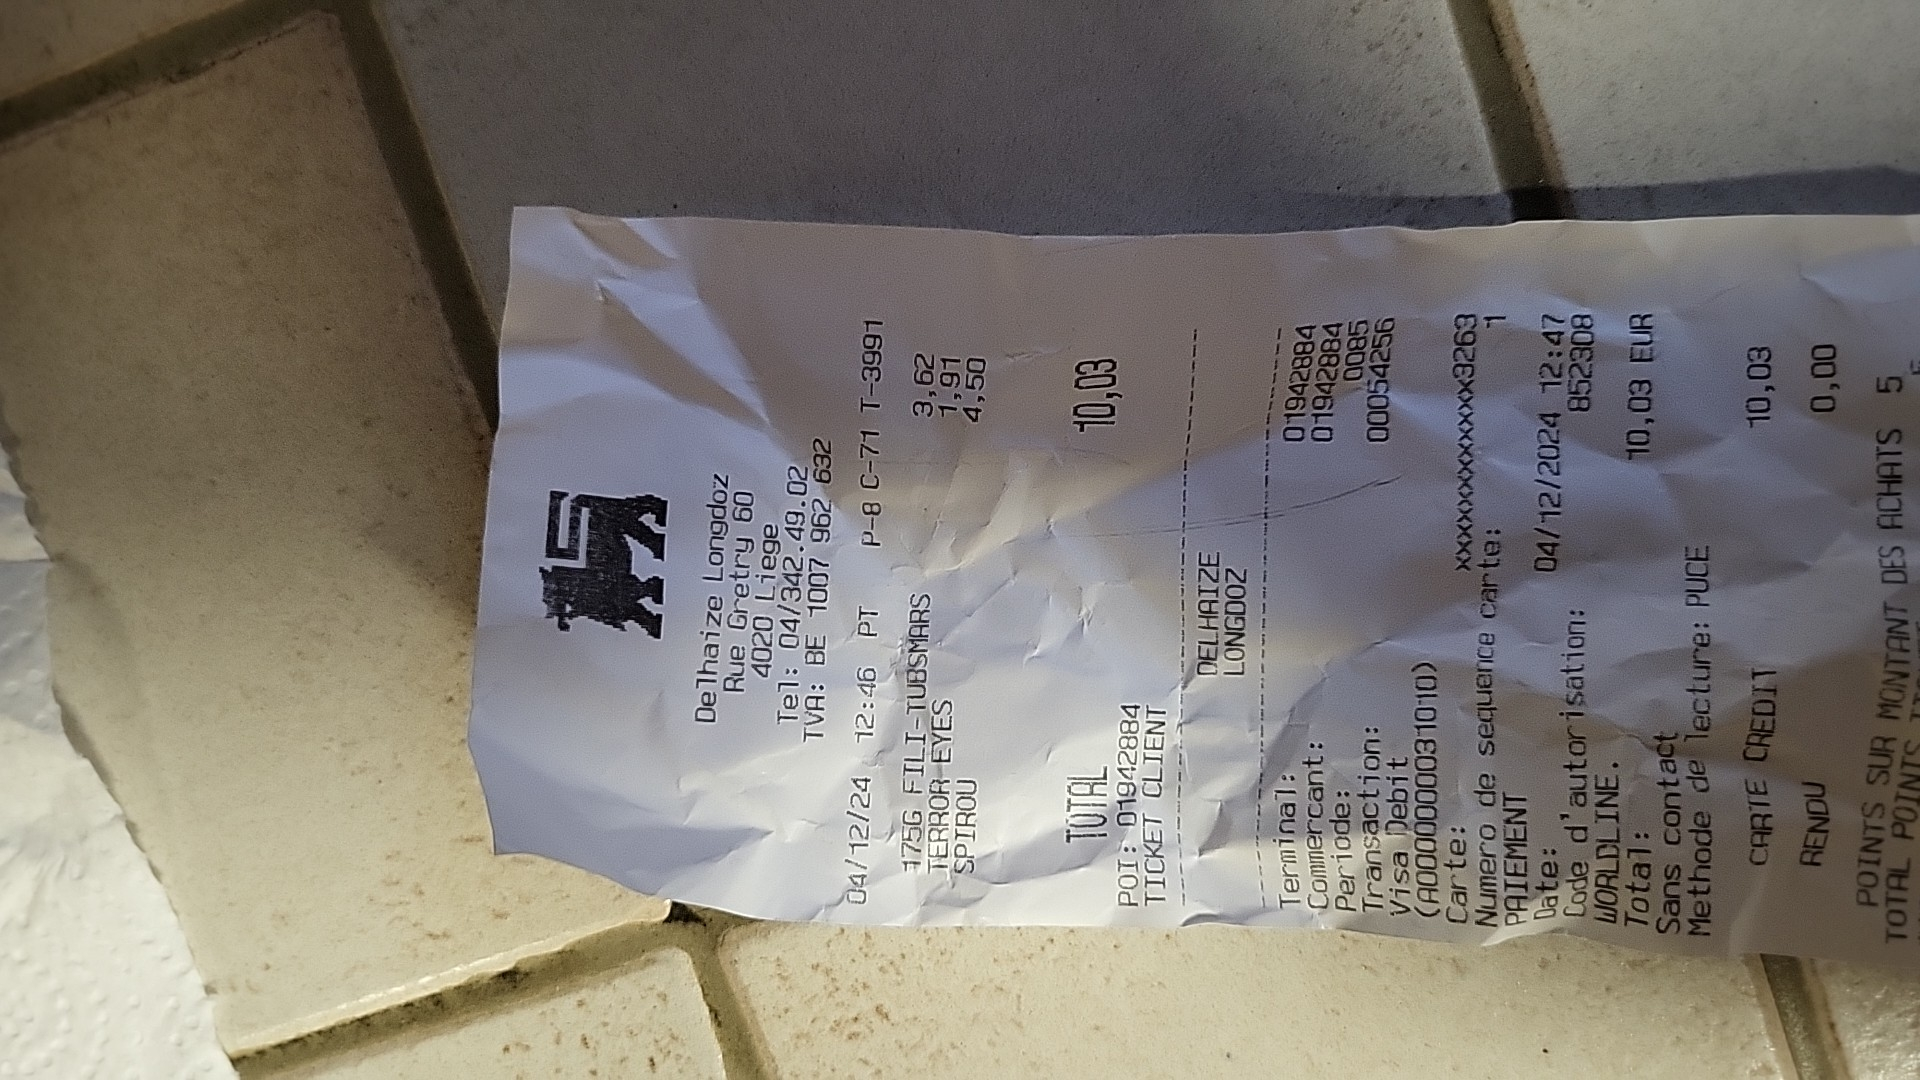 Delhaize Longdoz
Rue Gretry 60
4020 Liege
Tel: 04/342.49.02
TVA: BE 1007 962 632
04/12/24 12:46 PT P-8 C-71 T-3991
175G FILI-TUBSMARS 3,62
TERROR EYES 1,91
SPIROU 4,50
TOTAL 10,03
POI: 01942884
TICKET CLIENT
DELHAIZE
LONGDOZ
Terminal: 01942884
Commercant: 01942884
Periode: 0085
Transaction: 00054256
Visa Debit
(A0000000031010)
Carte: xxxxxxxxxxxxx3263
Numero de sequence carte: 1
PAIEMENT
Date: 04/12/2024 12:47
Code d'autorisation: 852308
WORLDLINE.
Total: 10,03 EUR
Sans contact
Methode de lecture: PUCE
CARTE CREDIT 10,03
RENDU 0,00
POINTS SUR MONTANT DES ACHATS 5
TOTAL POINTS